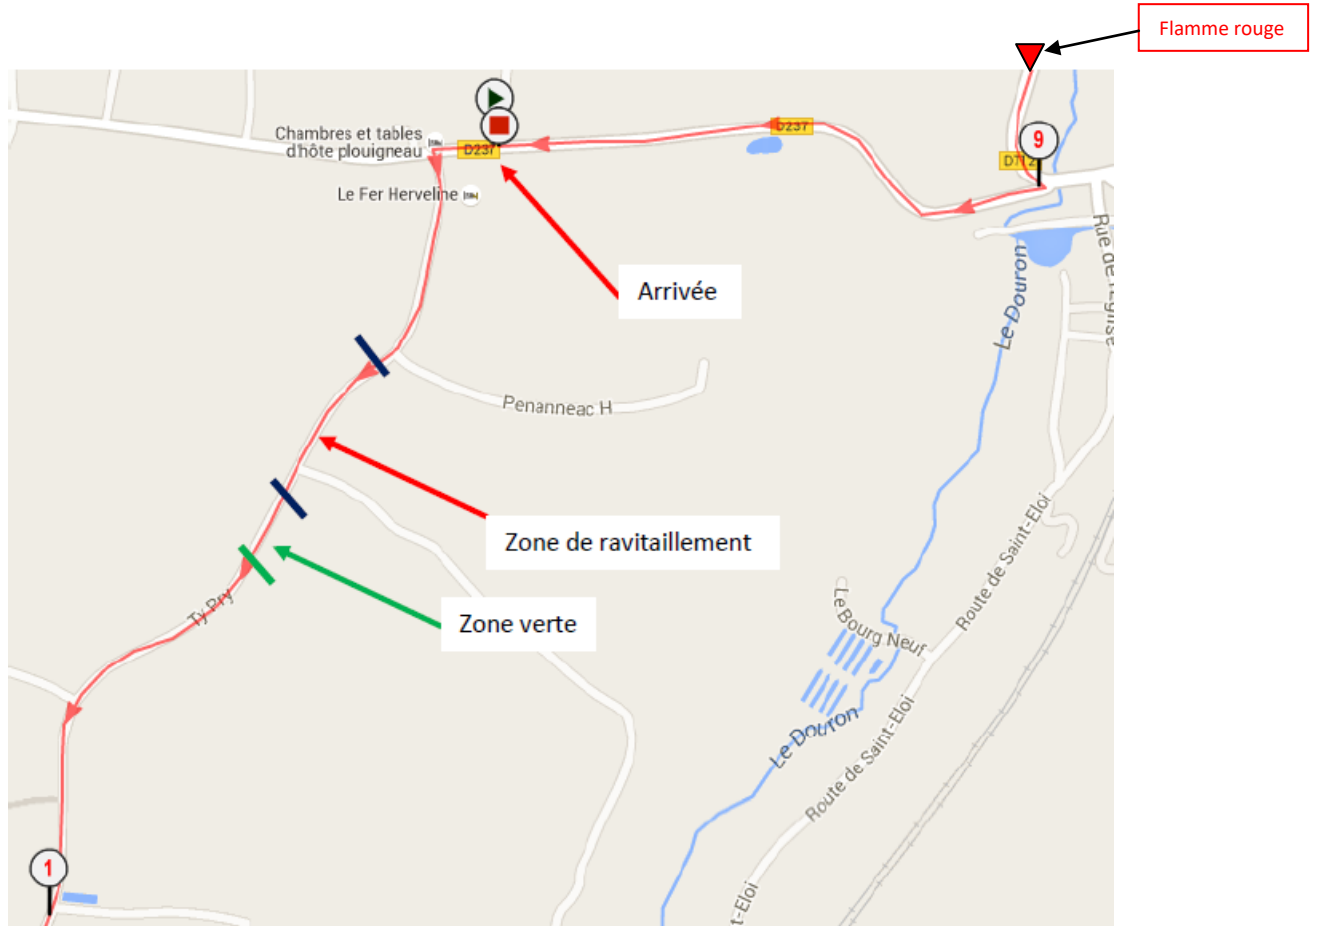 Flamme rouge
Chambres et tables
d'hôte plouigneau
D237
D237
9
D712
Le Fer Herveline
Rue de l'Église
Arrivée
Le Douron
Penanneac H
Zone de ravitaillement
Route de Saint-Eloi
Zone verte
Ty Pry
Le Bourg Neuf
Le Douron
Route de Saint-Eloi
1
t-Eloi